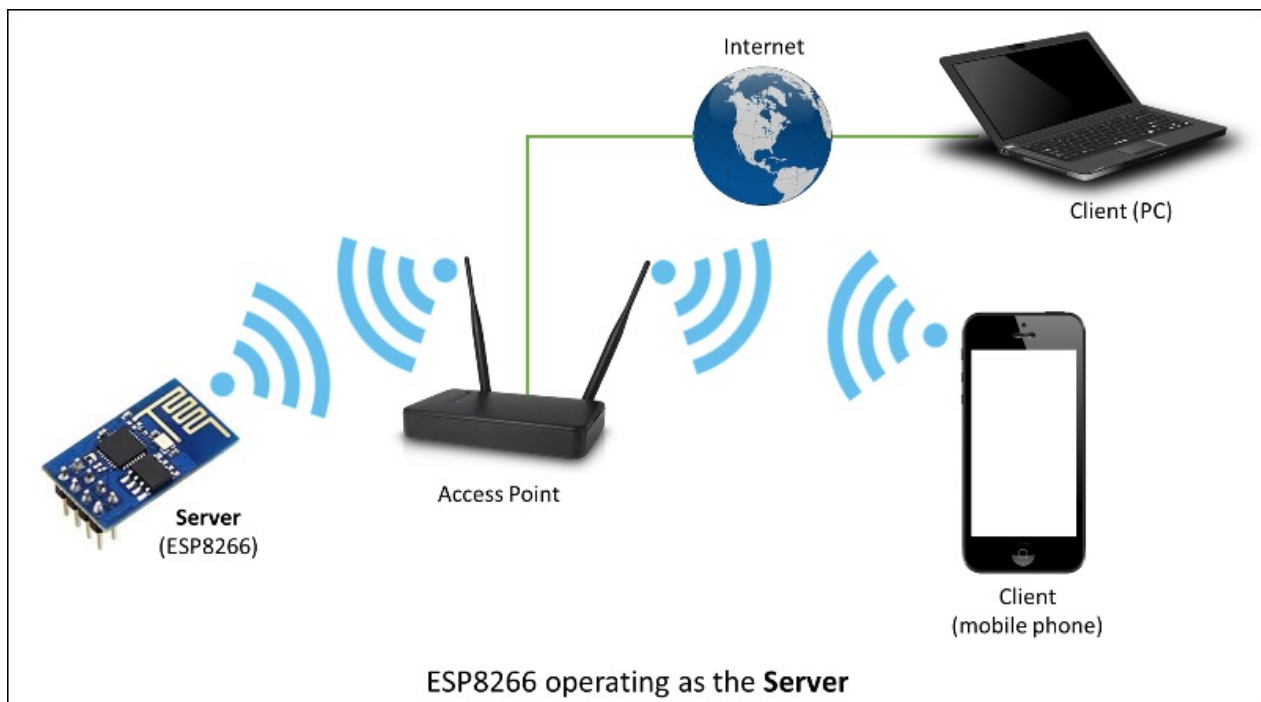 Internet
Client (PC)
Access Point
Server
(ESP8266)
Client
(mobile phone)
ESP8266 operating as the Server